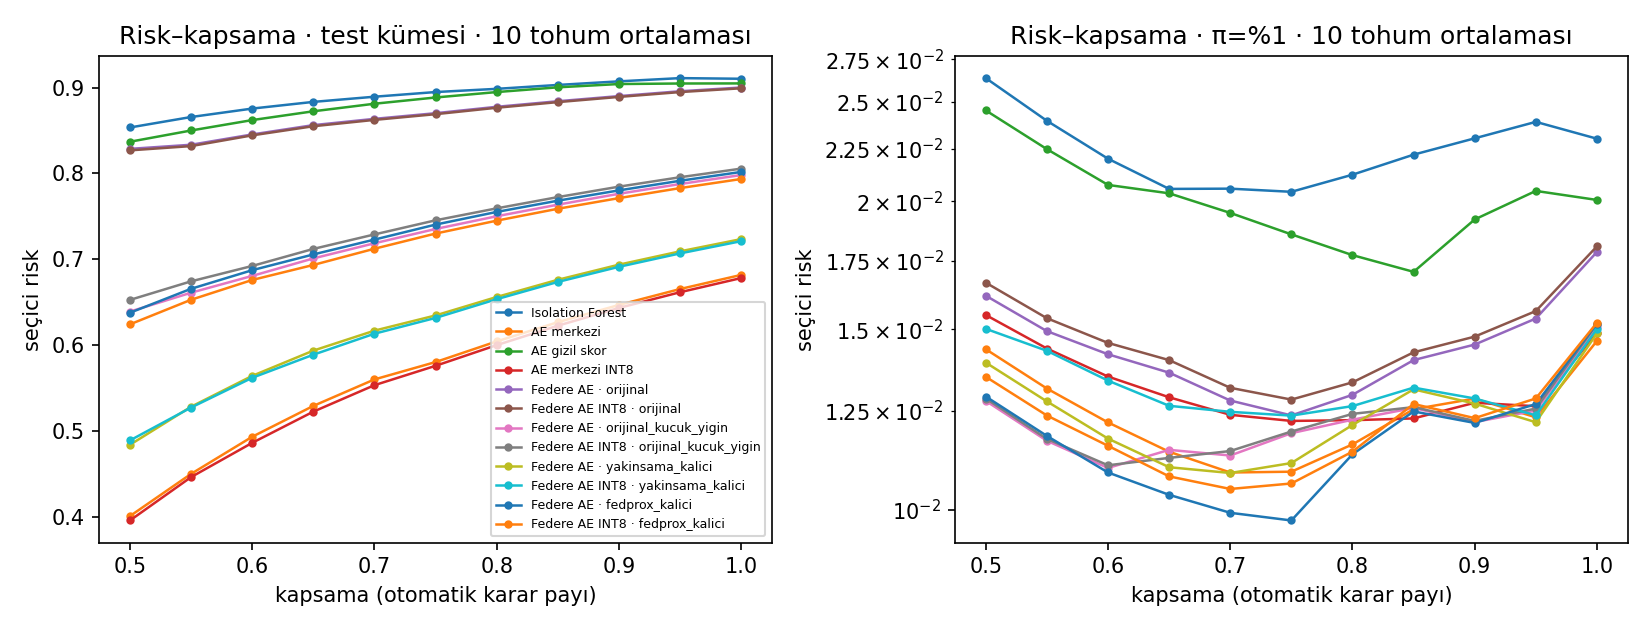 Risk–kapsama · test kümesi · 10 tohum ortalaması
seçici risk
0.9
0.8
0.7
0.6
0.5
0.4
0.5 0.6 0.7 0.8 0.9 1.0
kapsama (otomatik karar payı)
Isolation Forest
AE merkezi
AE gizil skor
AE merkezi INT8
Federe AE · orijinal
Federe AE INT8 · orijinal
Federe AE · orijinal_kucuk_yigin
Federe AE INT8 · orijinal_kucuk_yigin
Federe AE · yakinsama_kalici
Federe AE INT8 · yakinsama_kalici
Federe AE · fedprox_kalici
Federe AE INT8 · fedprox_kalici
Risk–kapsama · π=%1 · 10 tohum ortalaması
seçici risk
2.75 × 10⁻²
2.5 × 10⁻²
2.25 × 10⁻²
2 × 10⁻²
1.75 × 10⁻²
1.5 × 10⁻²
1.25 × 10⁻²
10⁻²
0.5 0.6 0.7 0.8 0.9 1.0
kapsama (otomatik karar payı)